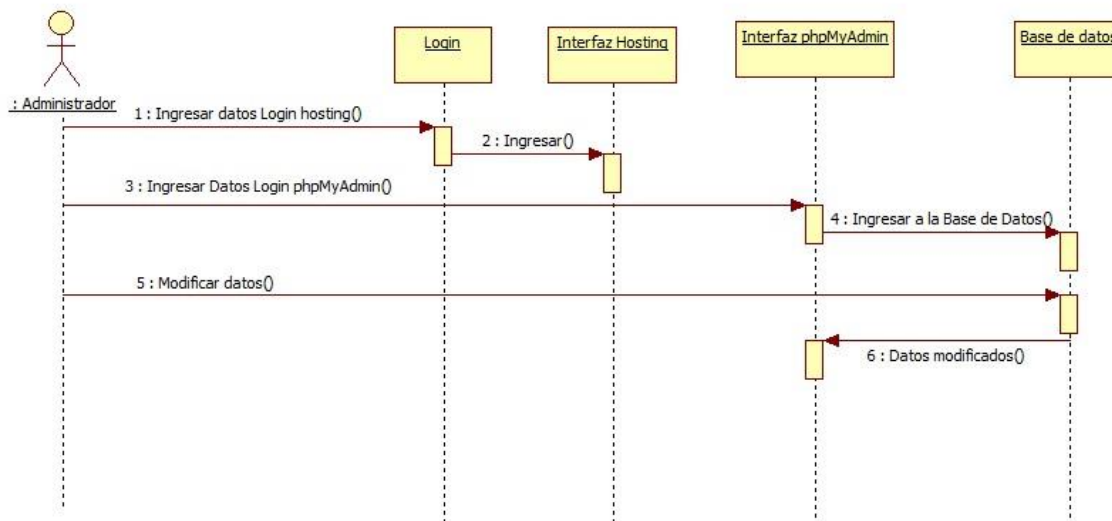 Login
Interfaz Hosting
Interfaz phpMyAdmin
Base de datos
: Administrador
1 : Ingresar datos Login hosting()
2 : Ingresar()
3 : Ingresar Datos Login phpMyAdmin()
4 : Ingresar a la Base de Datos()
5 : Modificar datos()
6 : Datos modificados()